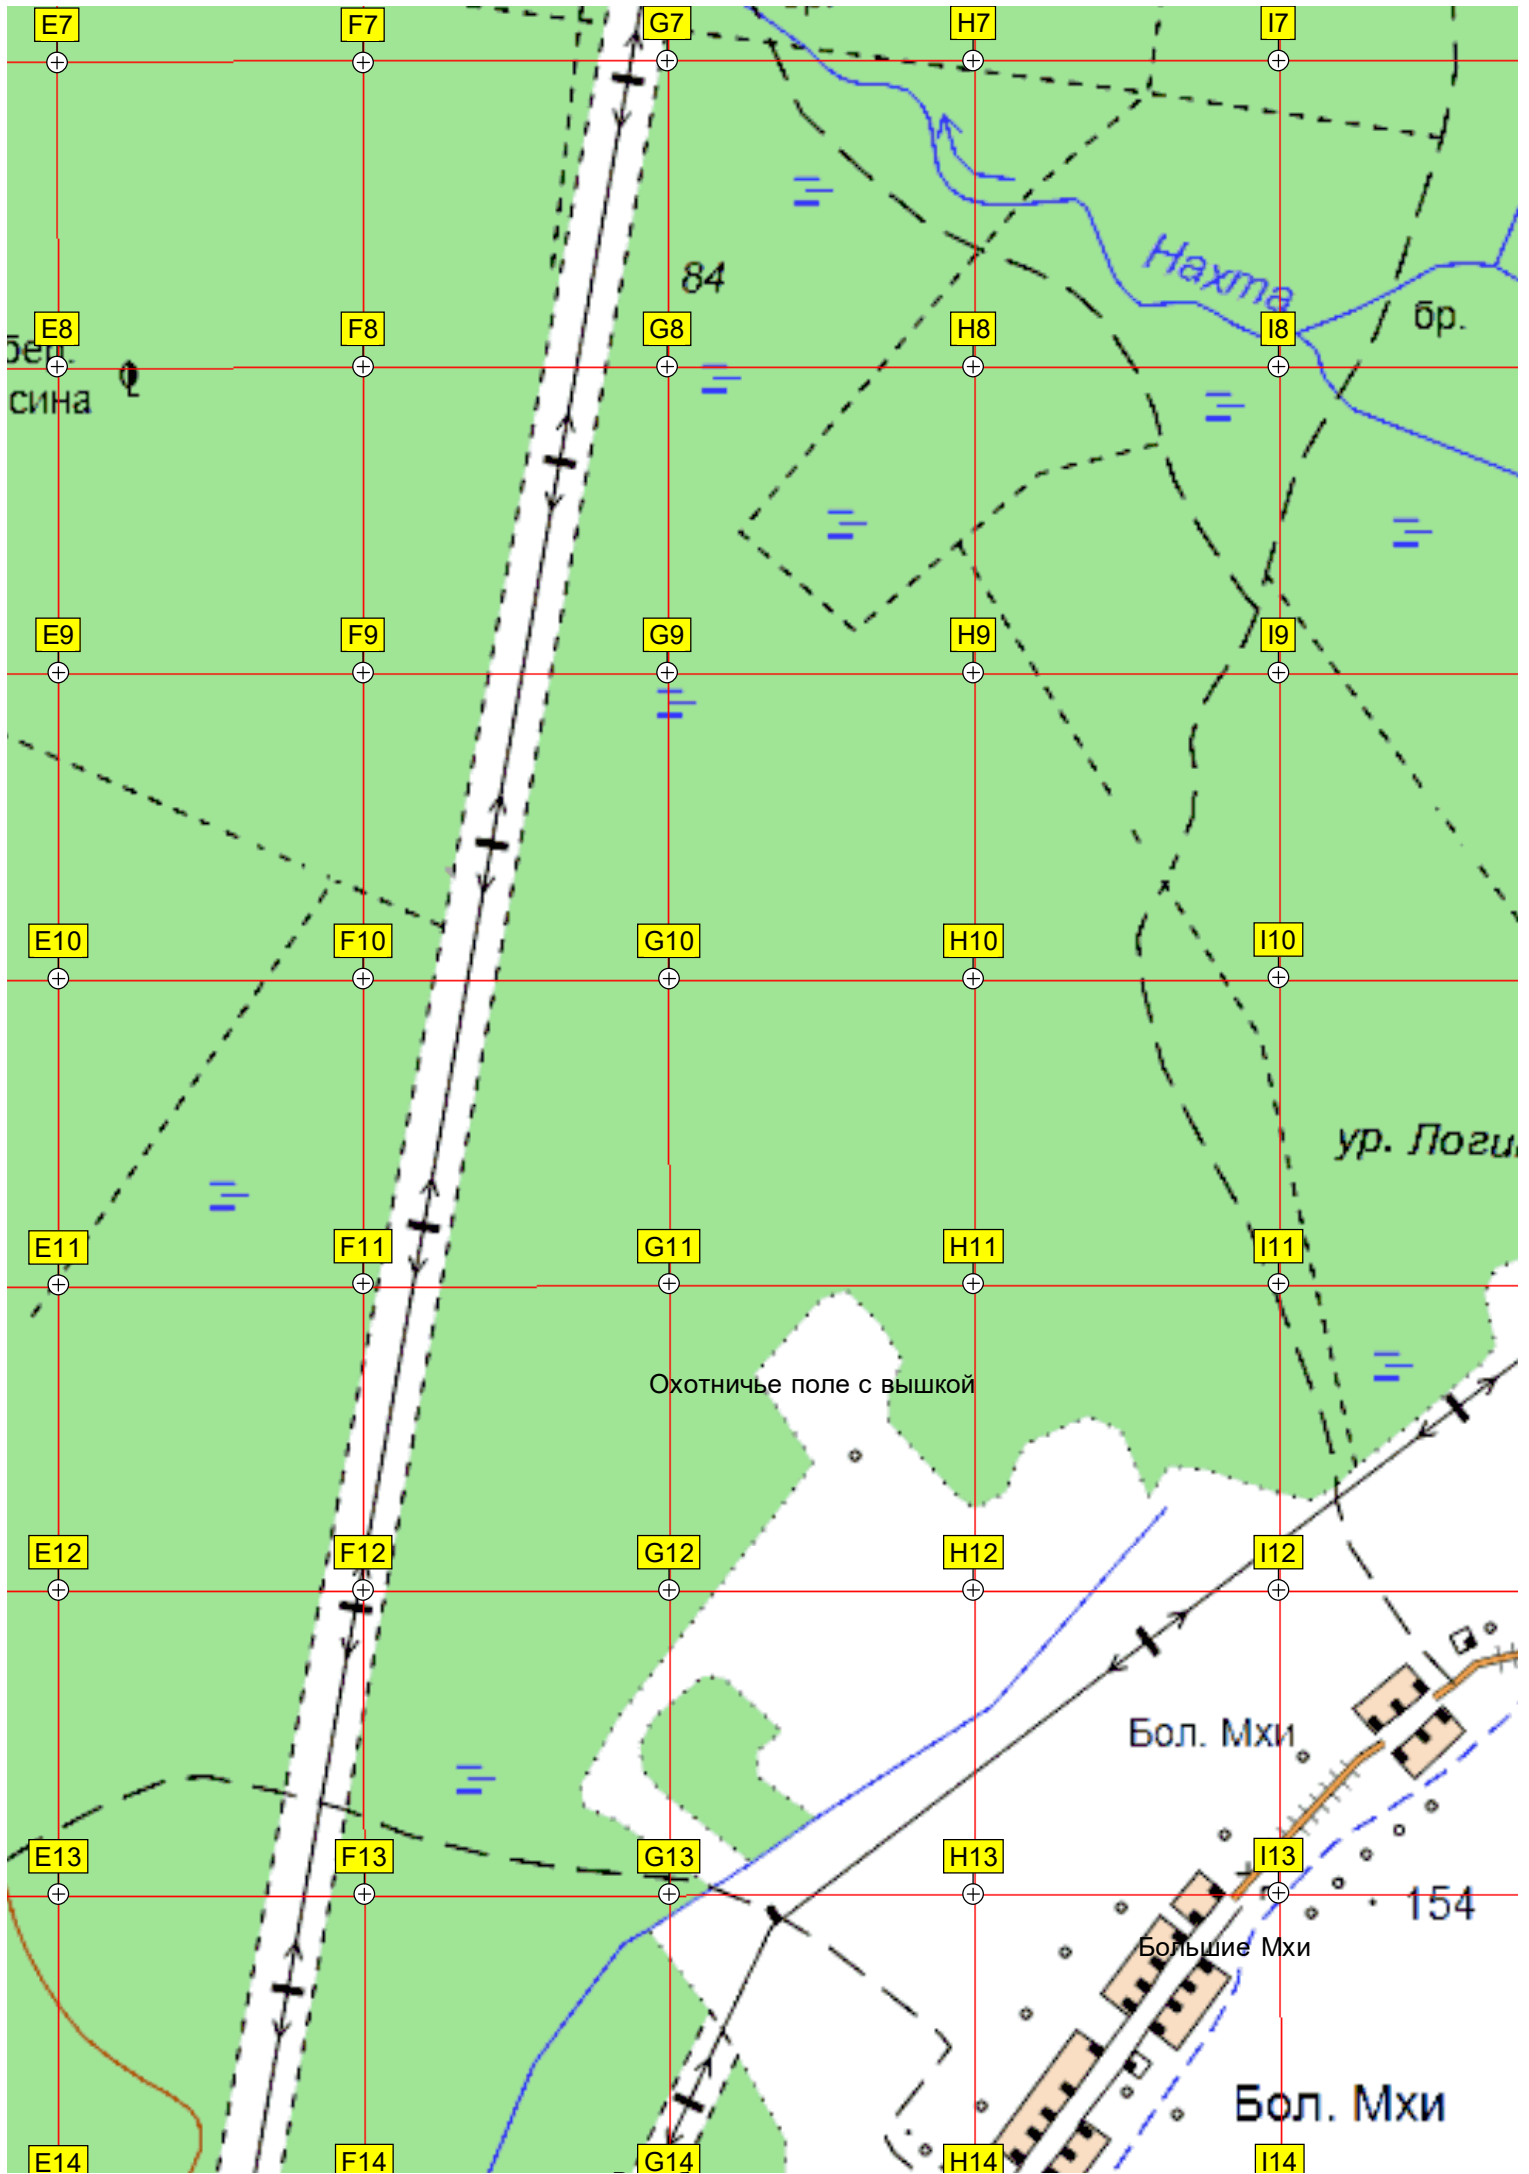 E7 F7 G7 H7 I7
84
Нахта
бр.
E8 F8 G8 H8 I8
E9 F9 G9 H9 I9
E10 F10 G10 H10 I10
ур.
E11 F11 G11 H11 I11
Охотничье поле с вышкой
E12 F12 G12 H12 I12
Бол. Мхи
E13 F13 G13 H13 I13
154
Большие Мхи
Бол. Мхи
E14 F14 G14 H14 I14